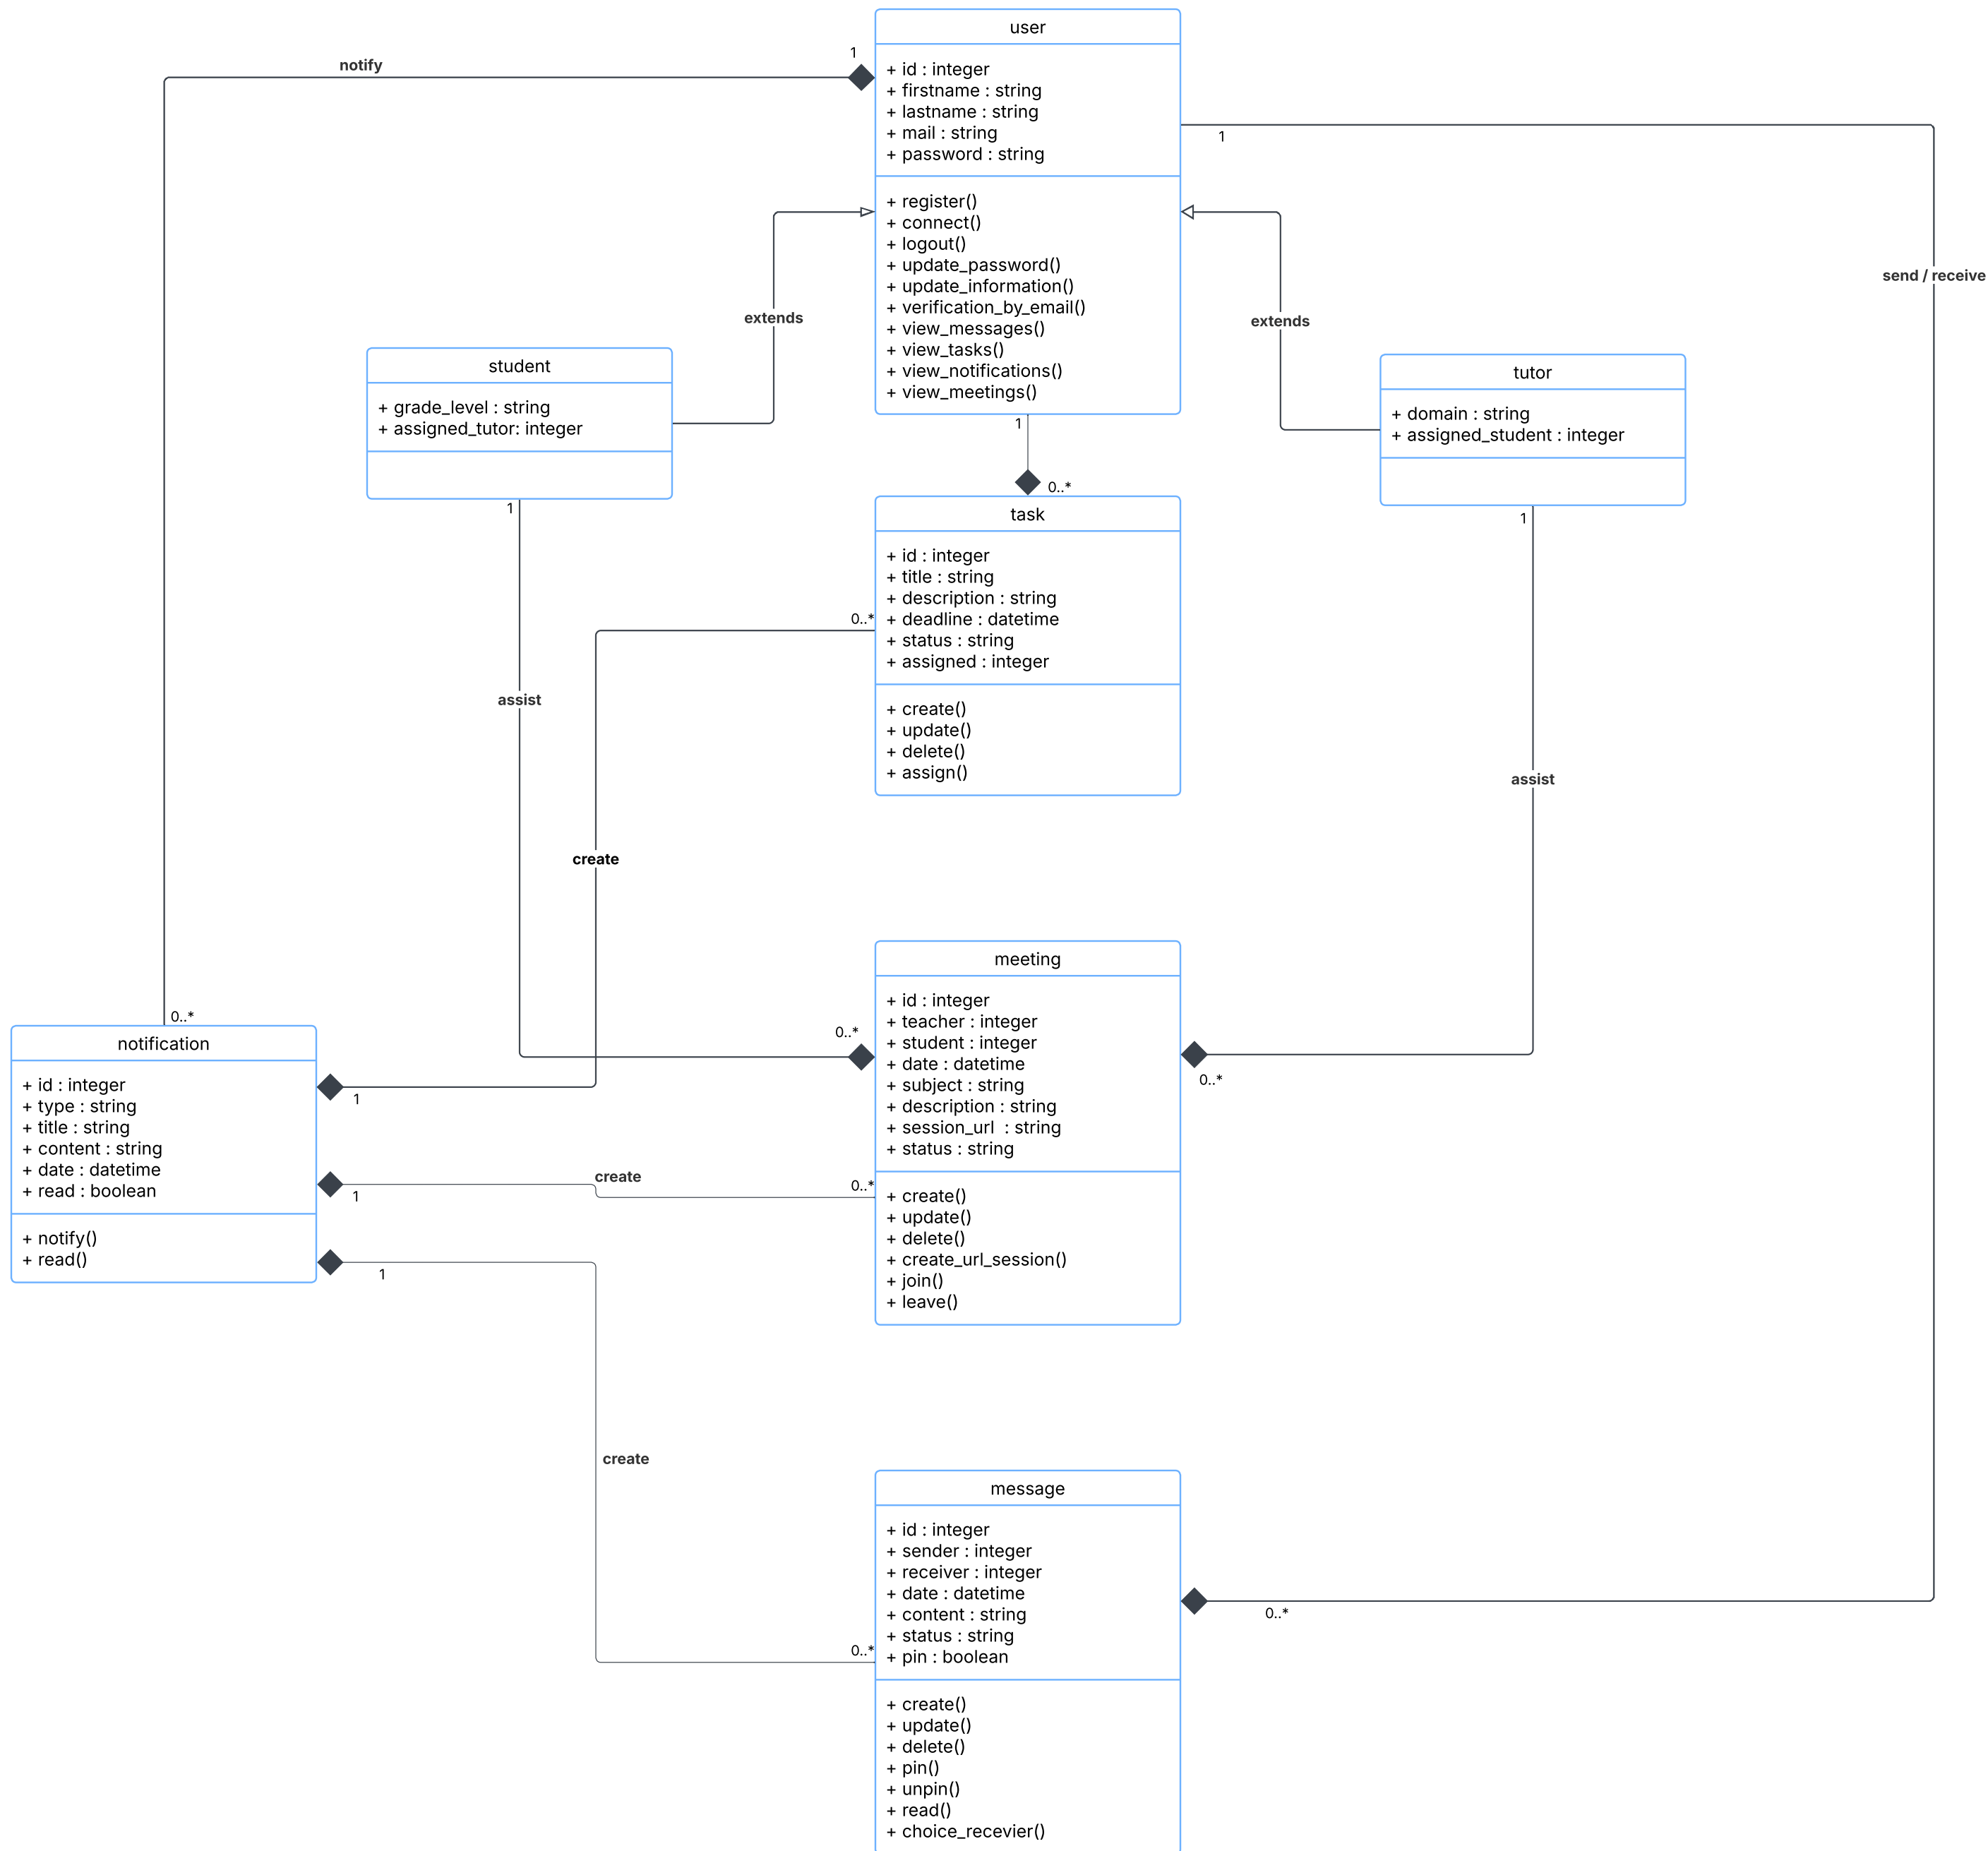 user
+ id : integer
+ firstname : string
+ lastname : string
+ mail : string
+ password : string
+ register()
+ connect()
+ logout()
+ update_password()
+ update_information()
+ verification_by_email()
+ view_messages()
+ view_tasks()
+ view_notifications()
+ view_meetings()
notify
1
1
send / receive
extends
extends
student
+ grade_level : string
+ assigned_tutor: integer
tutor
+ domain : string
+ assigned_student : integer
1
0..*
1
1
task
+ id : integer
+ title : string
+ description : string
+ deadline : datetime
+ status : string
+ assigned : integer
+ create()
+ update()
+ delete()
+ assign()
0..*
assist
assist
create
meeting
+ id : integer
+ teacher : integer
+ student : integer
+ date : datetime
+ subject : string
+ description : string
+ session_url : string
+ status : string
+ create()
+ update()
+ delete()
+ create_url_session()
+ join()
+ leave()
0..*
0..*
0..*
notification
+ id : integer
+ type : string
+ title : string
+ content : string
+ date : datetime
+ read : boolean
+ notify()
+ read()
1
create
1
0..*
1
create
message
+ id : integer
+ sender : integer
+ receiver : integer
+ date : datetime
+ content : string
+ status : string
+ pin : boolean
+ create()
+ update()
+ delete()
+ pin()
+ unpin()
+ read()
+ choice_recevier()
0..*
0..*